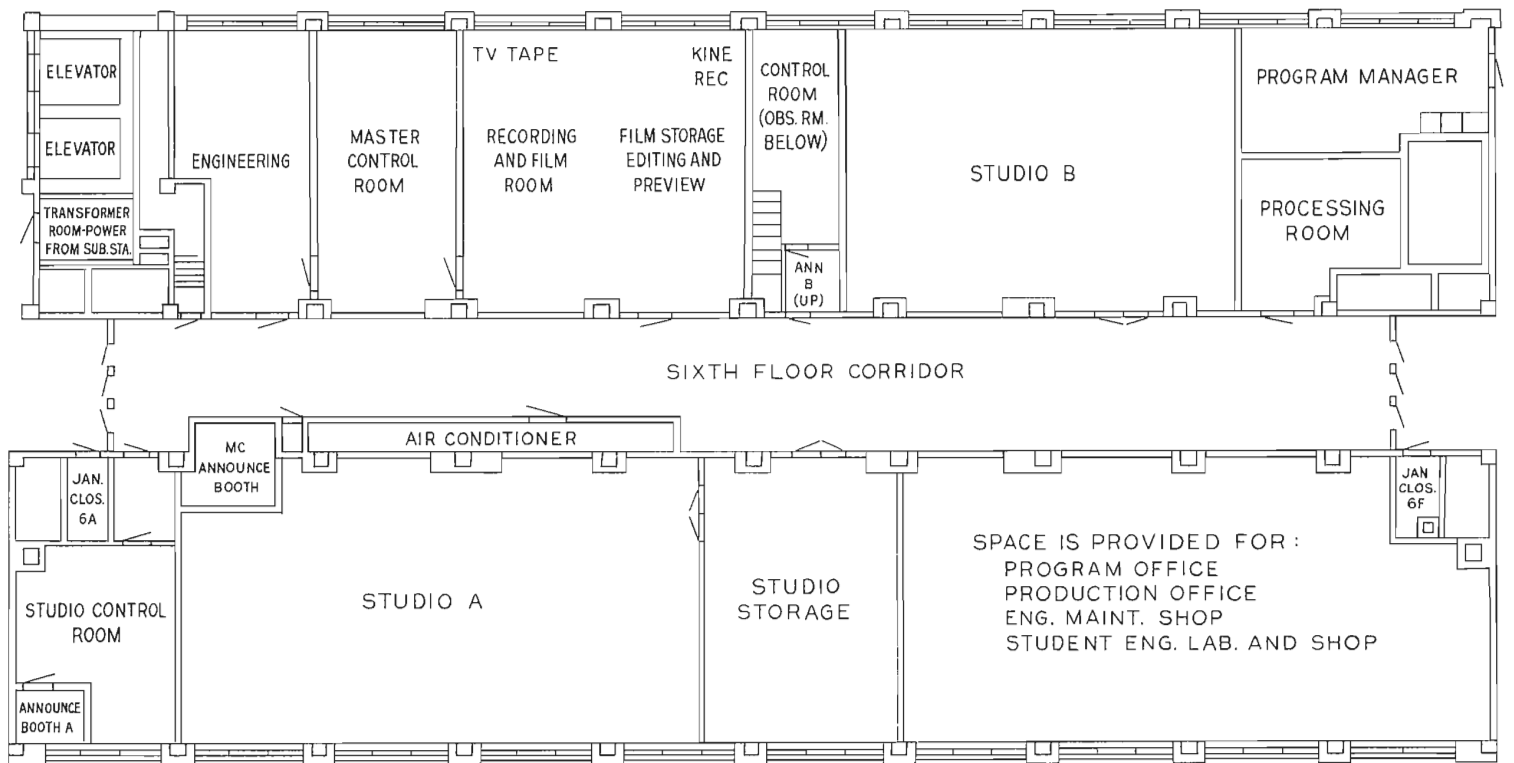 ELEVATOR
ELEVATOR
TRANSFORMER
ROOM-POWER
FROM SUB.STA.
ENGINEERING
MASTER
CONTROL
ROOM
TV TAPE
KINE
REC
RECORDING
AND FILM
ROOM
FILM STORAGE
EDITING AND
PREVIEW
CONTROL
ROOM
(OBS. RM.
BELOW)
ANN
B
(UP)
STUDIO B
PROGRAM MANAGER
PROCESSING
ROOM
SIXTH FLOOR CORRIDOR
AIR CONDITIONER
MC
ANNOUNCE
BOOTH
JAN.
CLOS.
6A
STUDIO CONTROL
ROOM
ANNOUNCE
BOOTH A
STUDIO A
STUDIO
STORAGE
SPACE IS PROVIDED FOR:
PROGRAM OFFICE
PRODUCTION OFFICE
ENG. MAINT. SHOP
STUDENT ENG. LAB. AND SHOP
JAN
CLOS.
6F